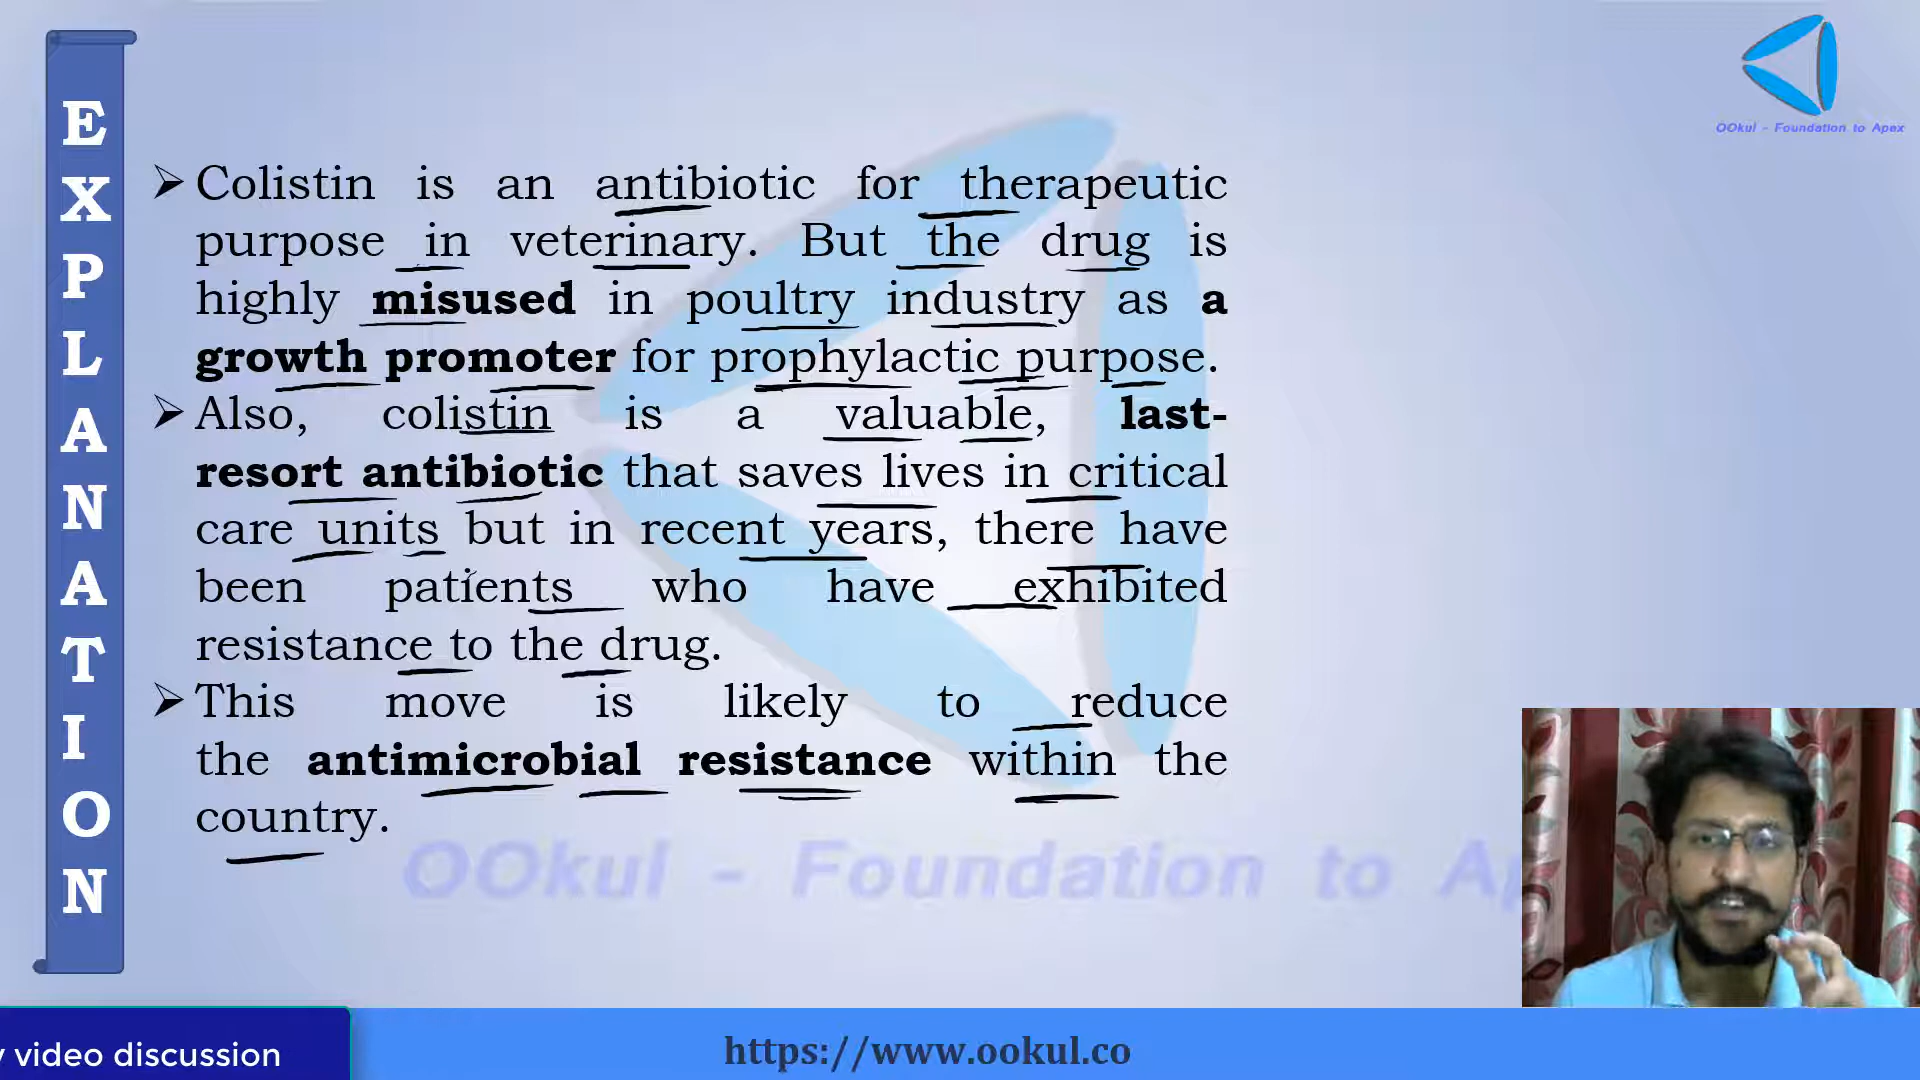 OOkul - Foundation to Apex
EXPLANATION
➢ Colistin is an antibiotic for therapeutic
purpose in veterinary. But the drug is
highly misused in poultry industry as a
growth promoter for prophylactic purpose.
➢ Also, colistin is a valuable, last-
resort antibiotic that saves lives in critical
care units but in recent years, there have
been patients who have exhibited
resistance to the drug.
➢ This move is likely to reduce
the antimicrobial resistance within the
country.
OOkul - Foundation to Ap
y video discussion
https://www.ookul.co